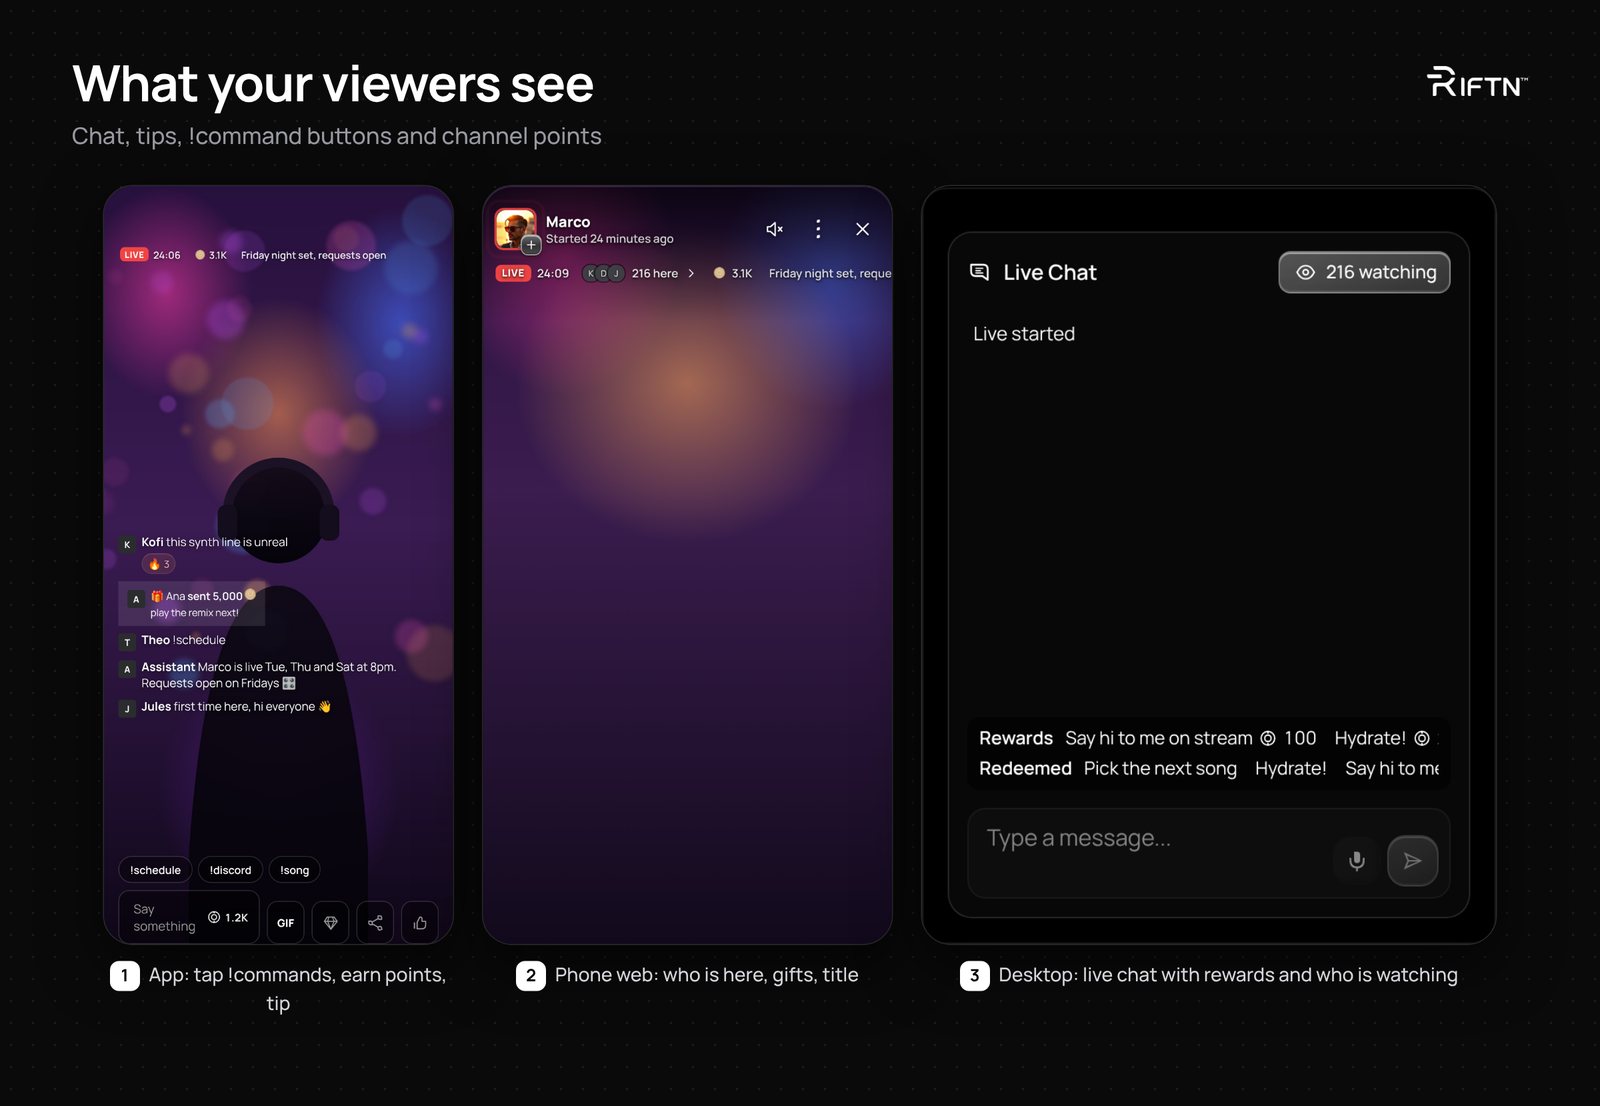 What your viewers see
Chat, tips, !command buttons and channel points
RIFTN™
LIVE 24:06 3.1K Friday night set, requests open
K Kofi this synth line is unreal
🔥 3
A 🎁 Ana sent 5,000
play the remix next!
T Theo !schedule
A Assistant Marco is live Tue, Thu and Sat at 8pm.
Requests open on Fridays 🎛️
J Jules first time here, hi everyone 👋
!schedule !discord !song
Say
something 1.2K GIF
1 App: tap !commands, earn points,
tip
Marco
Started 24 minutes ago
LIVE 24:09 K D J 216 here > 3.1K Friday night set, reque
2 Phone web: who is here, gifts, title
Live Chat 216 watching
Live started
Rewards Say hi to me on stream 100 Hydrate!
Redeemed Pick the next song Hydrate! Say hi to me
Type a message...
3 Desktop: live chat with rewards and who is watching